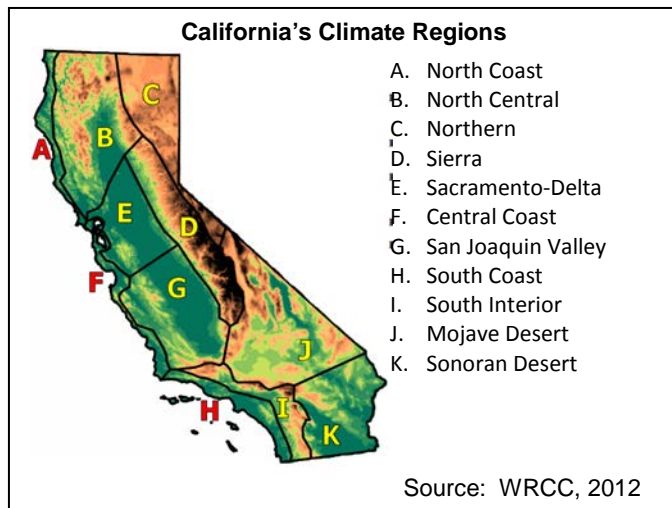 California's Climate Regions
A. North Coast
B. North Central
C. Northern
D. Sierra
E. Sacramento-Delta
F. Central Coast
G. San Joaquin Valley
H. South Coast
I. South Interior
J. Mojave Desert
K. Sonoran Desert
C
A
B
E
D
F
G
J
H
I
K
Source: WRCC, 2012